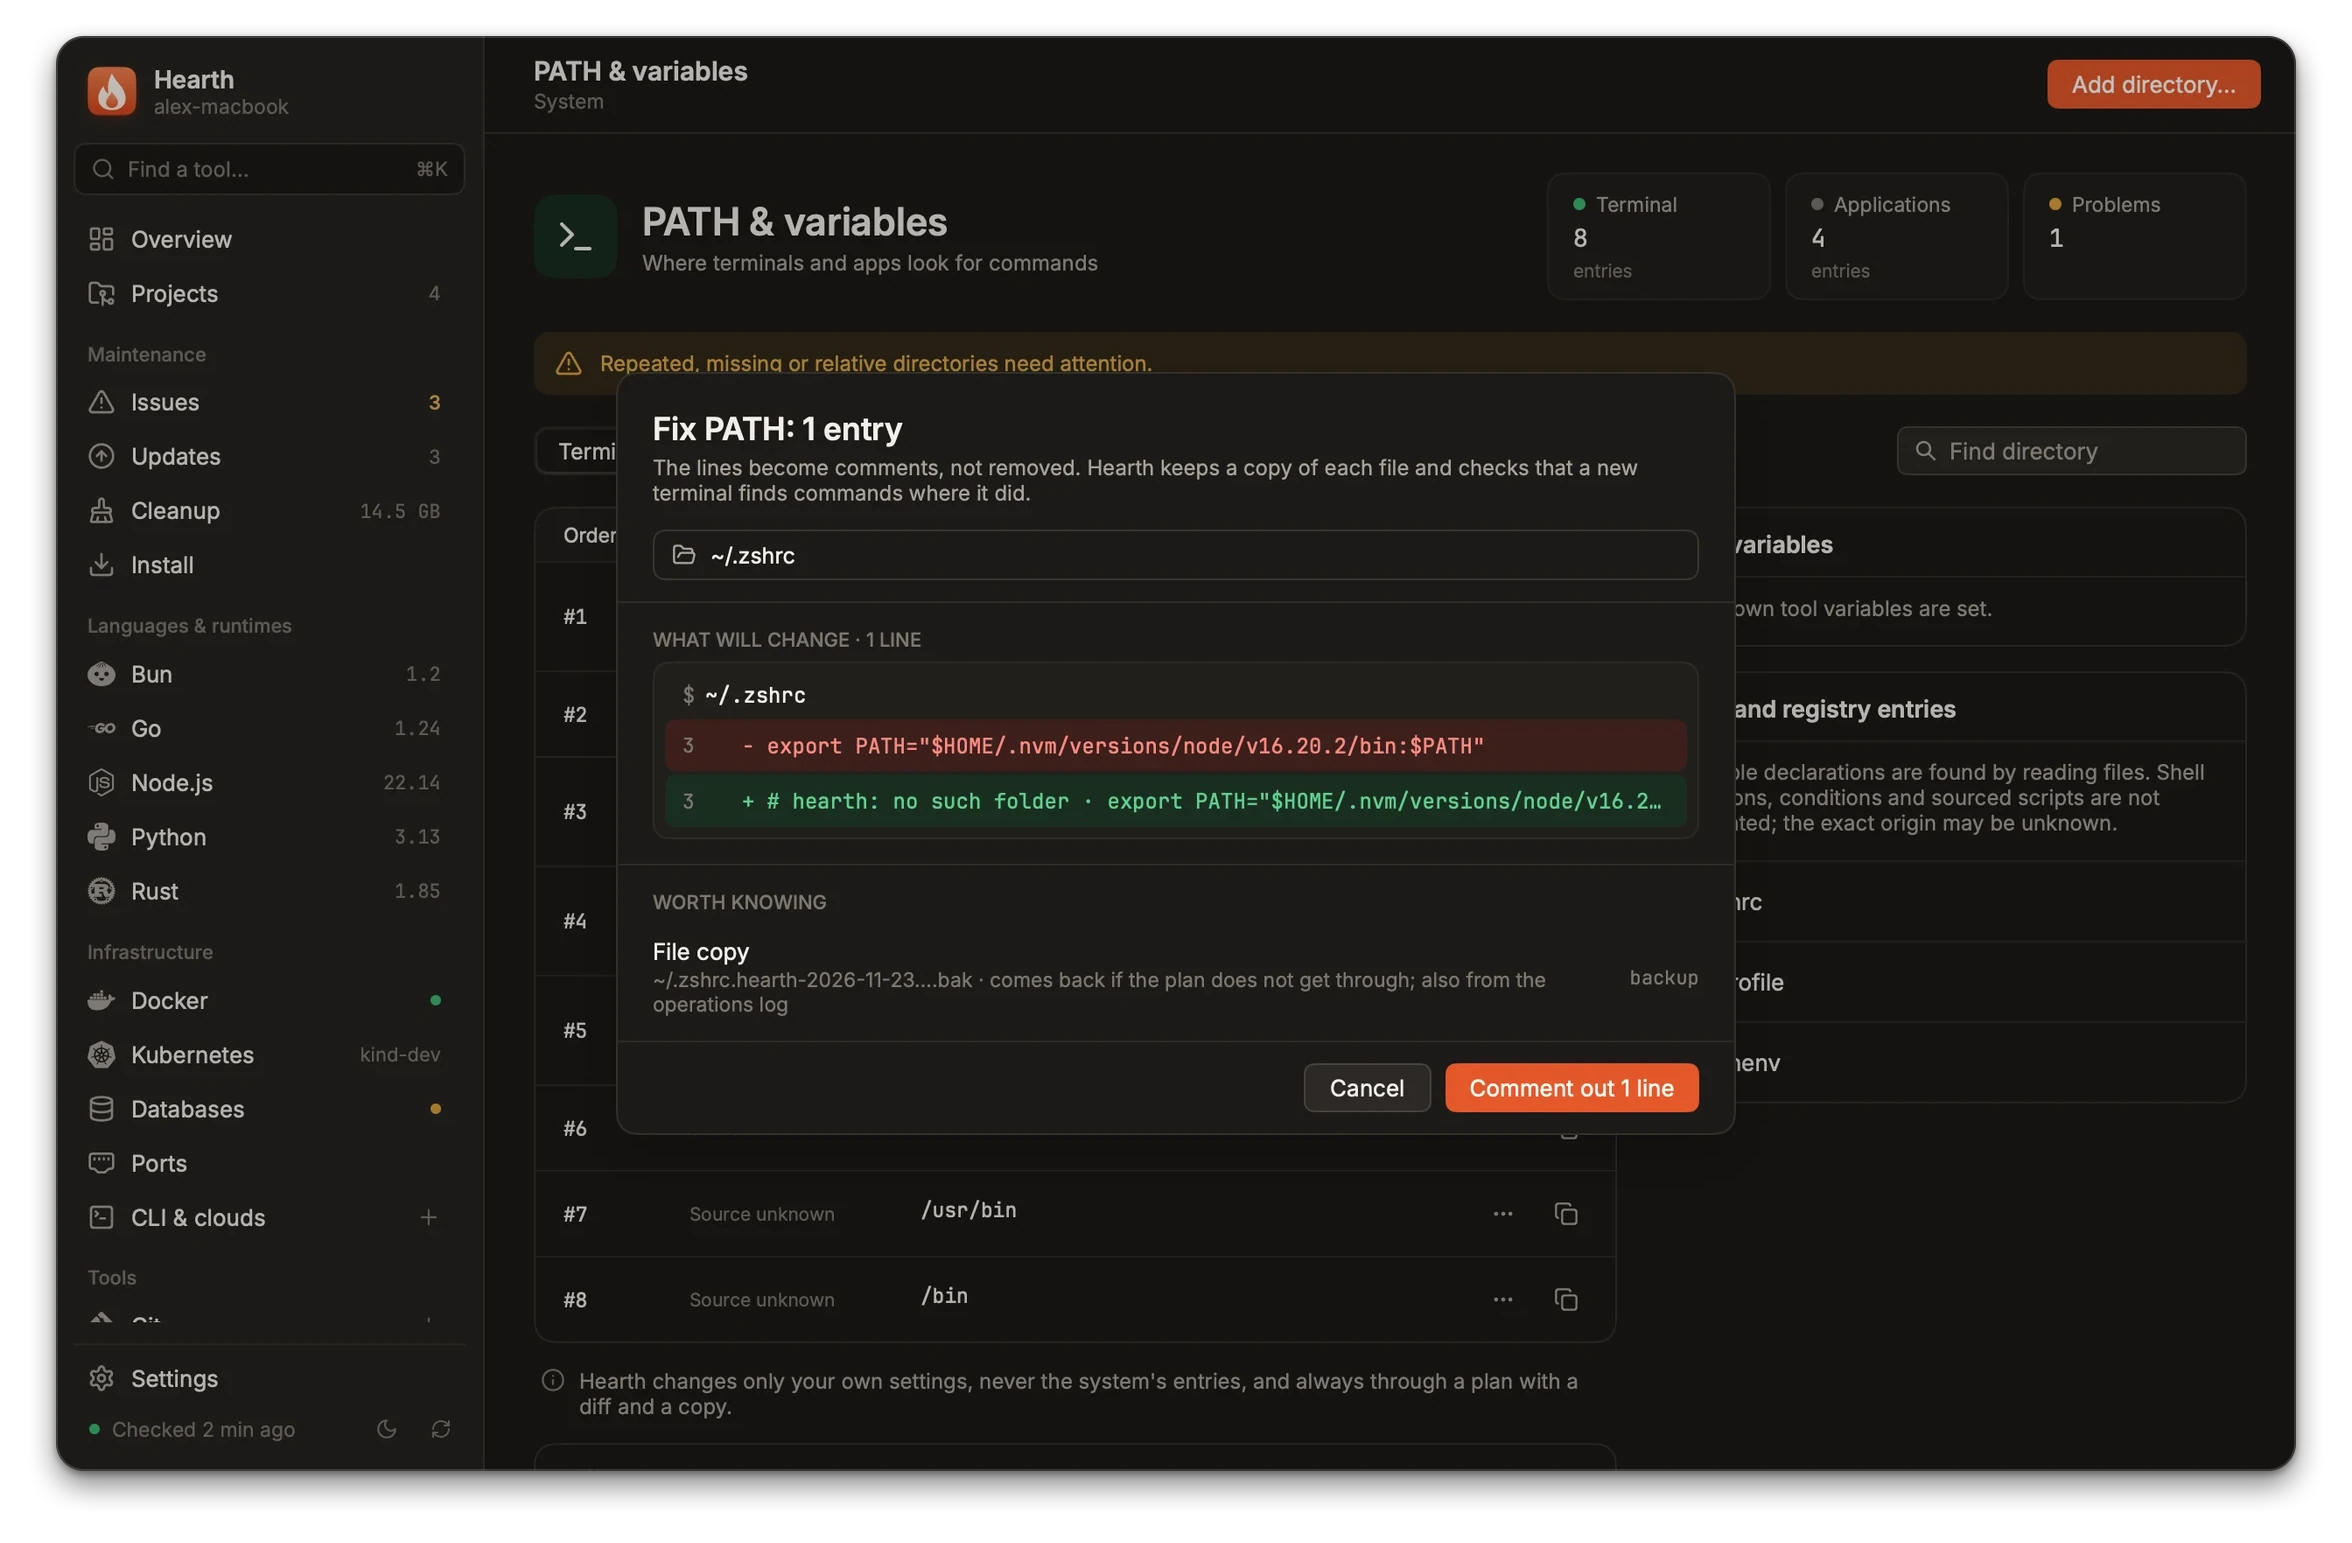 Hearth
alex-macbook
Find a tool... ⌘K
Overview
Projects 4
Maintenance
Issues 3
Updates 3
Cleanup 14.5 GB
Install
Languages & runtimes
Bun 1.2
Go 1.24
Node.js 22.14
Python 3.13
Rust 1.85
Infrastructure
Docker
Kubernetes kind-dev
Databases
Ports
CLI & clouds
Tools
Settings
Checked 2 min ago
PATH & variables
System
Add directory...
PATH & variables
Where terminals and apps look for commands
Terminal
8
entries
Applications
4
entries
Problems
1
Repeated, missing or relative directories need attention.
Termi
Find directory
Order
#1
#2
#3
#4
#5
#6
#7 Source unknown /usr/bin
#8 Source unknown /bin
Hearth changes only your own settings, never the system's entries, and always through a plan with a
diff and a copy.
Fix PATH: 1 entry
The lines become comments, not removed. Hearth keeps a copy of each file and checks that a new
terminal finds commands where it did.
~/.zshrc
WHAT WILL CHANGE · 1 LINE
$ ~/.zshrc
3 - export PATH="$HOME/.nvm/versions/node/v16.20.2/bin:$PATH"
3 + # hearth: no such folder · export PATH="$HOME/.nvm/versions/node/v16.2…
WORTH KNOWING
File copy
~/.zshrc.hearth-2026-11-23....bak · comes back if the plan does not get through; also from the
operations log
backup
Cancel
Comment out 1 line
variables
own tool variables are set.
and registry entries
ble declarations are found by reading files. Shell
ons, conditions and sourced scripts are not
ated; the exact origin may be unknown.
hrc
rofile
henv